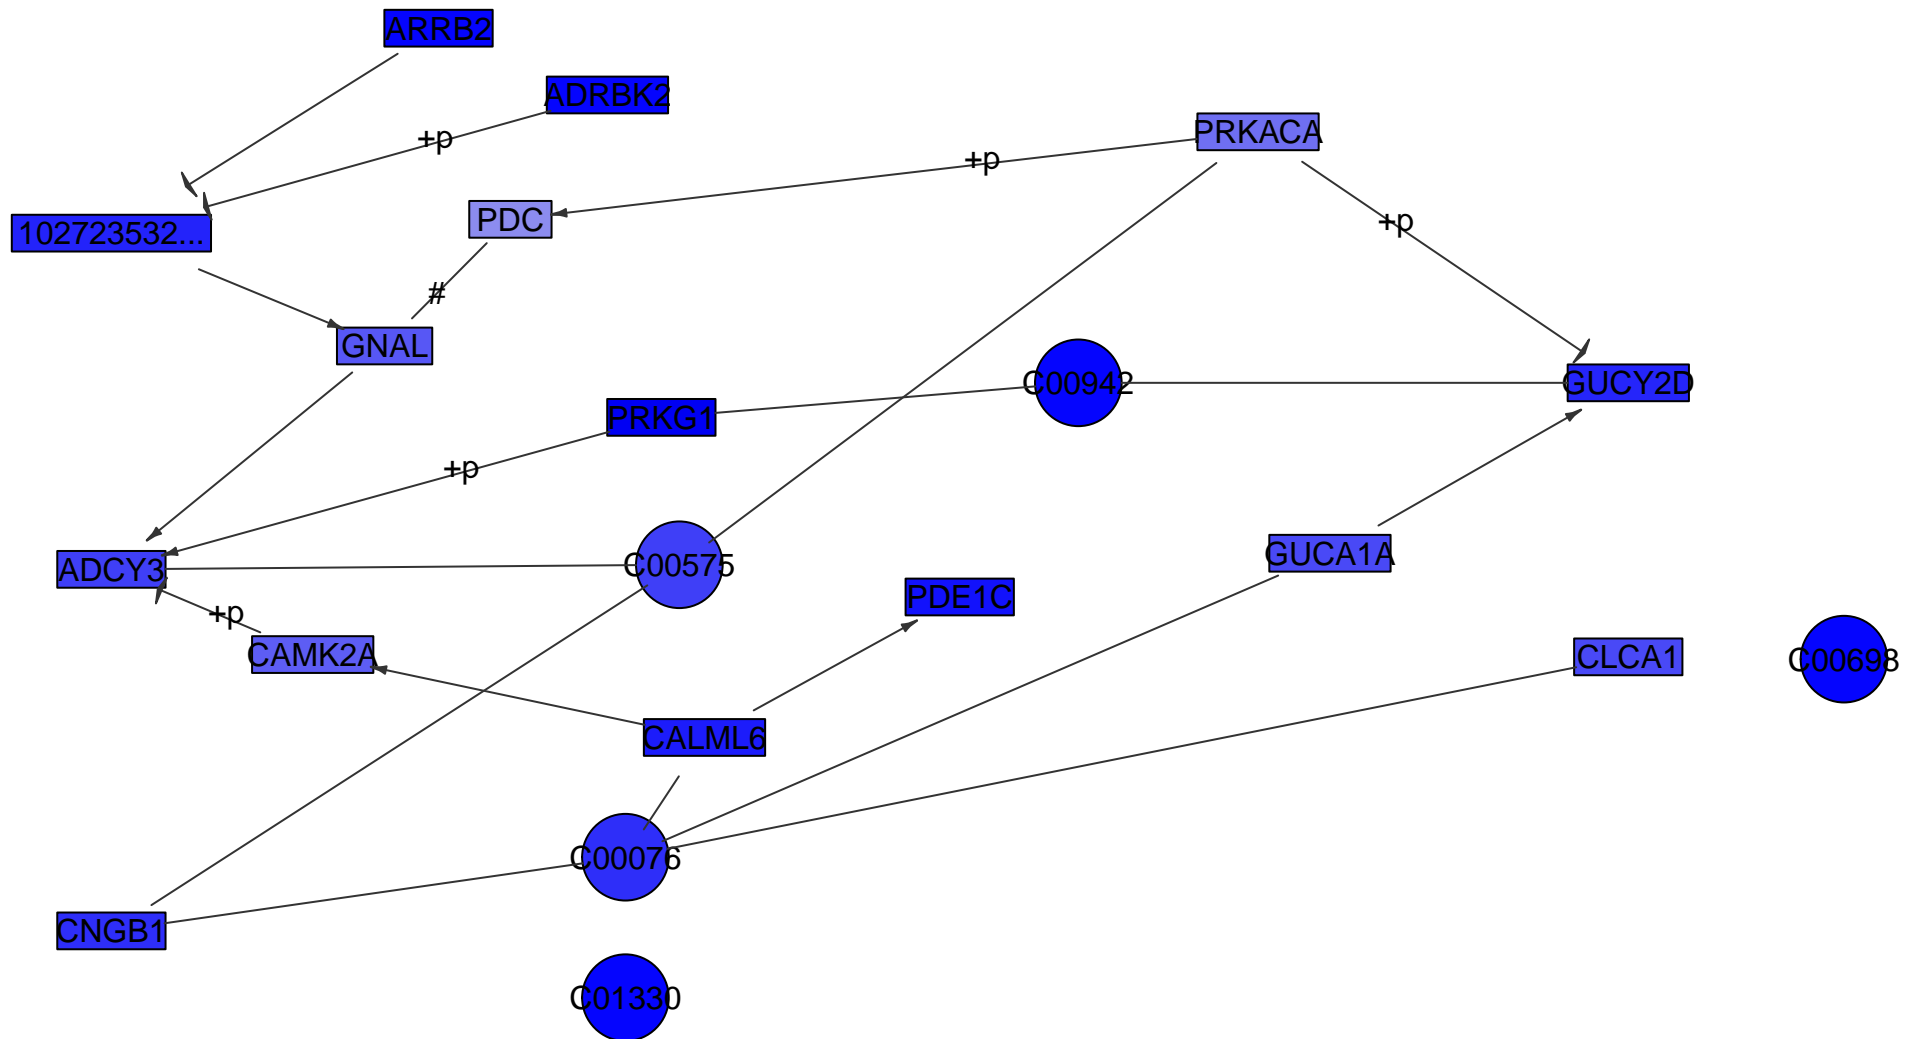 ARRB2
ADRBK2
+p
PRKACA
+p
PDC
+p
102723532...
#
GNAL
C00942
GUCY2D
PRKG1
+p
ADCY3
C00575
GUCA1A
PDE1C
+p
CAMK2A
CLCA1
C00698
CALML6
C00076
CNGB1
C01330